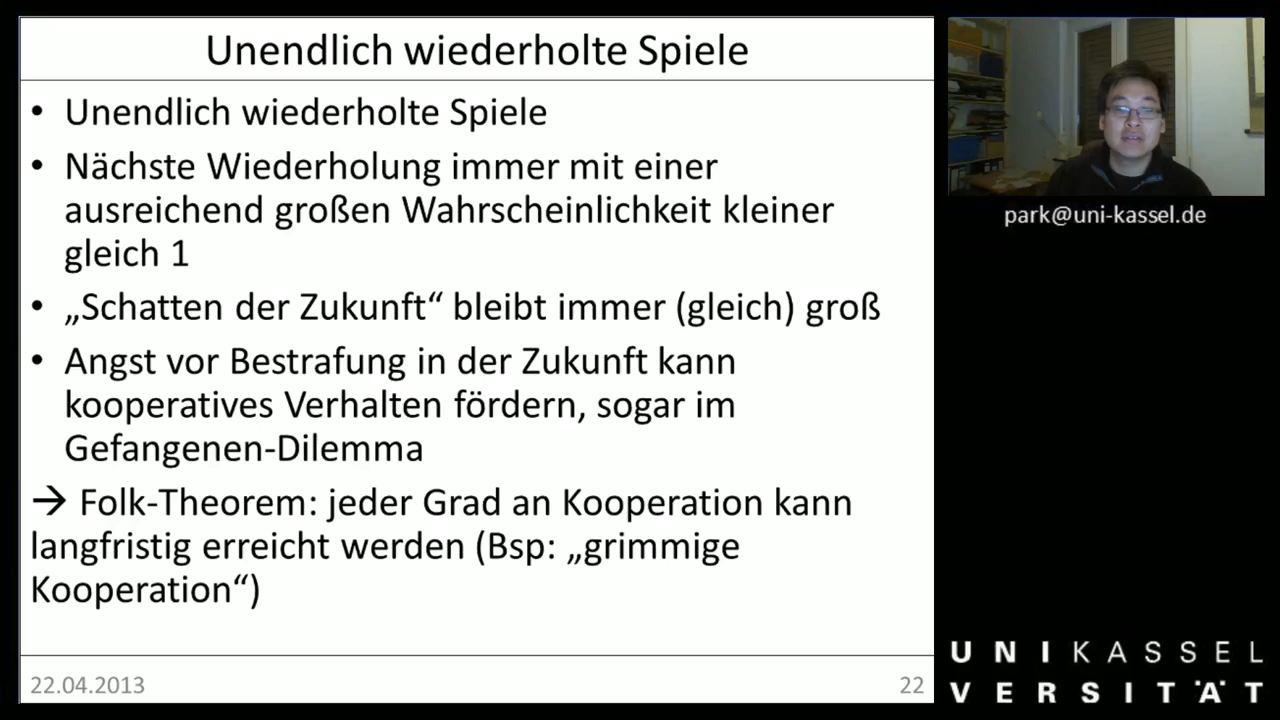 Unendlich wiederholte Spiele
• Unendlich wiederholte Spiele
• Nächste Wiederholung immer mit einer
ausreichend großen Wahrscheinlichkeit kleiner
gleich 1
• „Schatten der Zukunft“ bleibt immer (gleich) groß
• Angst vor Bestrafung in der Zukunft kann
kooperatives Verhalten fördern, sogar im
Gefangenen-Dilemma
→ Folk-Theorem: jeder Grad an Kooperation kann
langfristig erreicht werden (Bsp: „grimmige
Kooperation“)
22.04.2013
22
park@uni-kassel.de
UNIKASSEL
VERSITÄT